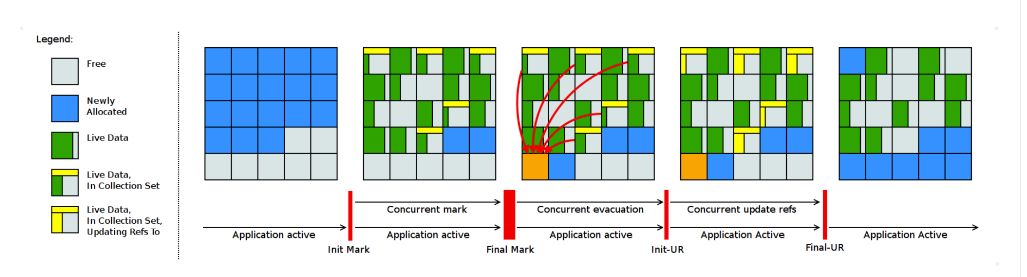 Legend:
Free
Newly
Allocated
Live Data
Live Data,
In Collection Set
Live Data,
In Collection Set,
Updating Refs To
Concurrent mark
Concurrent evacuation
Concurrent update refs
Application active
Application active
Application active
Application Active
Application Active
Init Mark
Final Mark
Init-UR
Final-UR